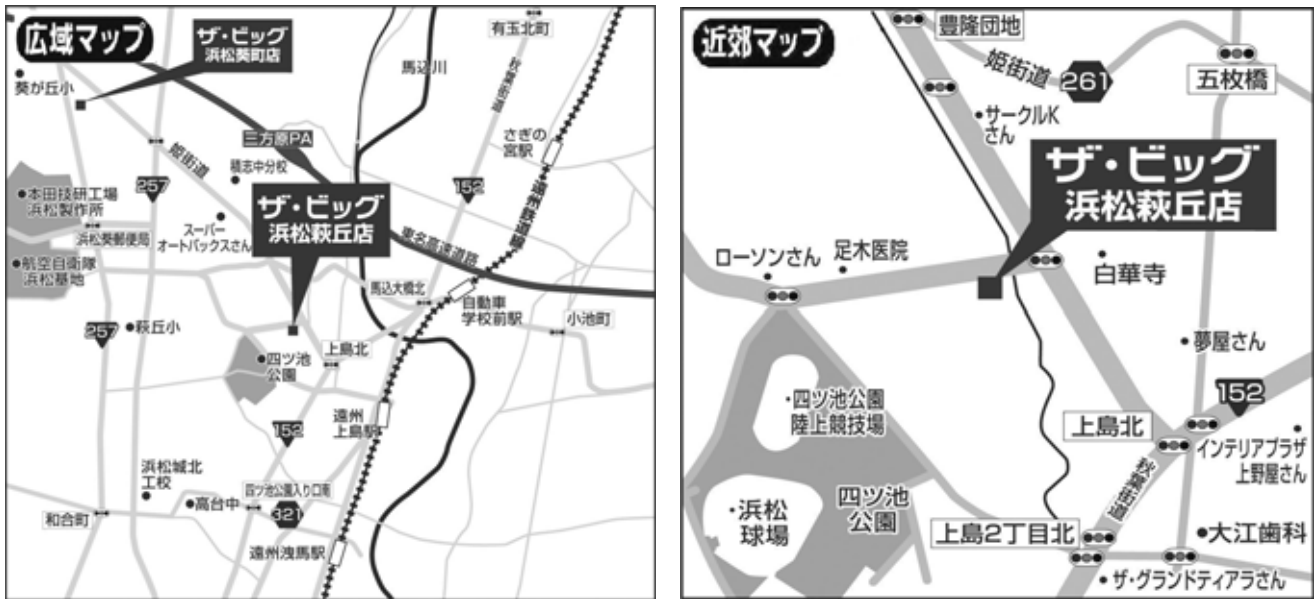 広域マップ
ザ・ビッグ
浜松葵町店
有玉北町
葵が丘小
馬込川
秋葉街道
三方原PA
さぎの
宮駅
姫街道
積志中分校
257
152
本田技研工場
浜松製作所
ザ・ビッグ
浜松萩丘店
遠州鉄道線
スーパー
オートバックスさん
浜松葵郵便局
東名高速道路
航空自衛隊
浜松基地
馬込大橋北
自動車
学校前駅
小池町
257
萩丘小
上島北
四ツ池
公園
遠州
上島駅
152
浜松城北
工校
高台中
四ツ池公園入り口南
321
和合町
遠州洩馬駅
近郊マップ
豊隆団地
姫街道
261
五枚橋
サークルK
さん
ザ・ビッグ
浜松萩丘店
ローソンさん
足木医院
白華寺
夢屋さん
四ツ池公園
陸上競技場
152
上島北
インテリアプラザ
上野屋さん
秋葉街道
浜松
球場
四ツ池
公園
上島2丁目北
大江歯科
ザ・グランドティアラさん